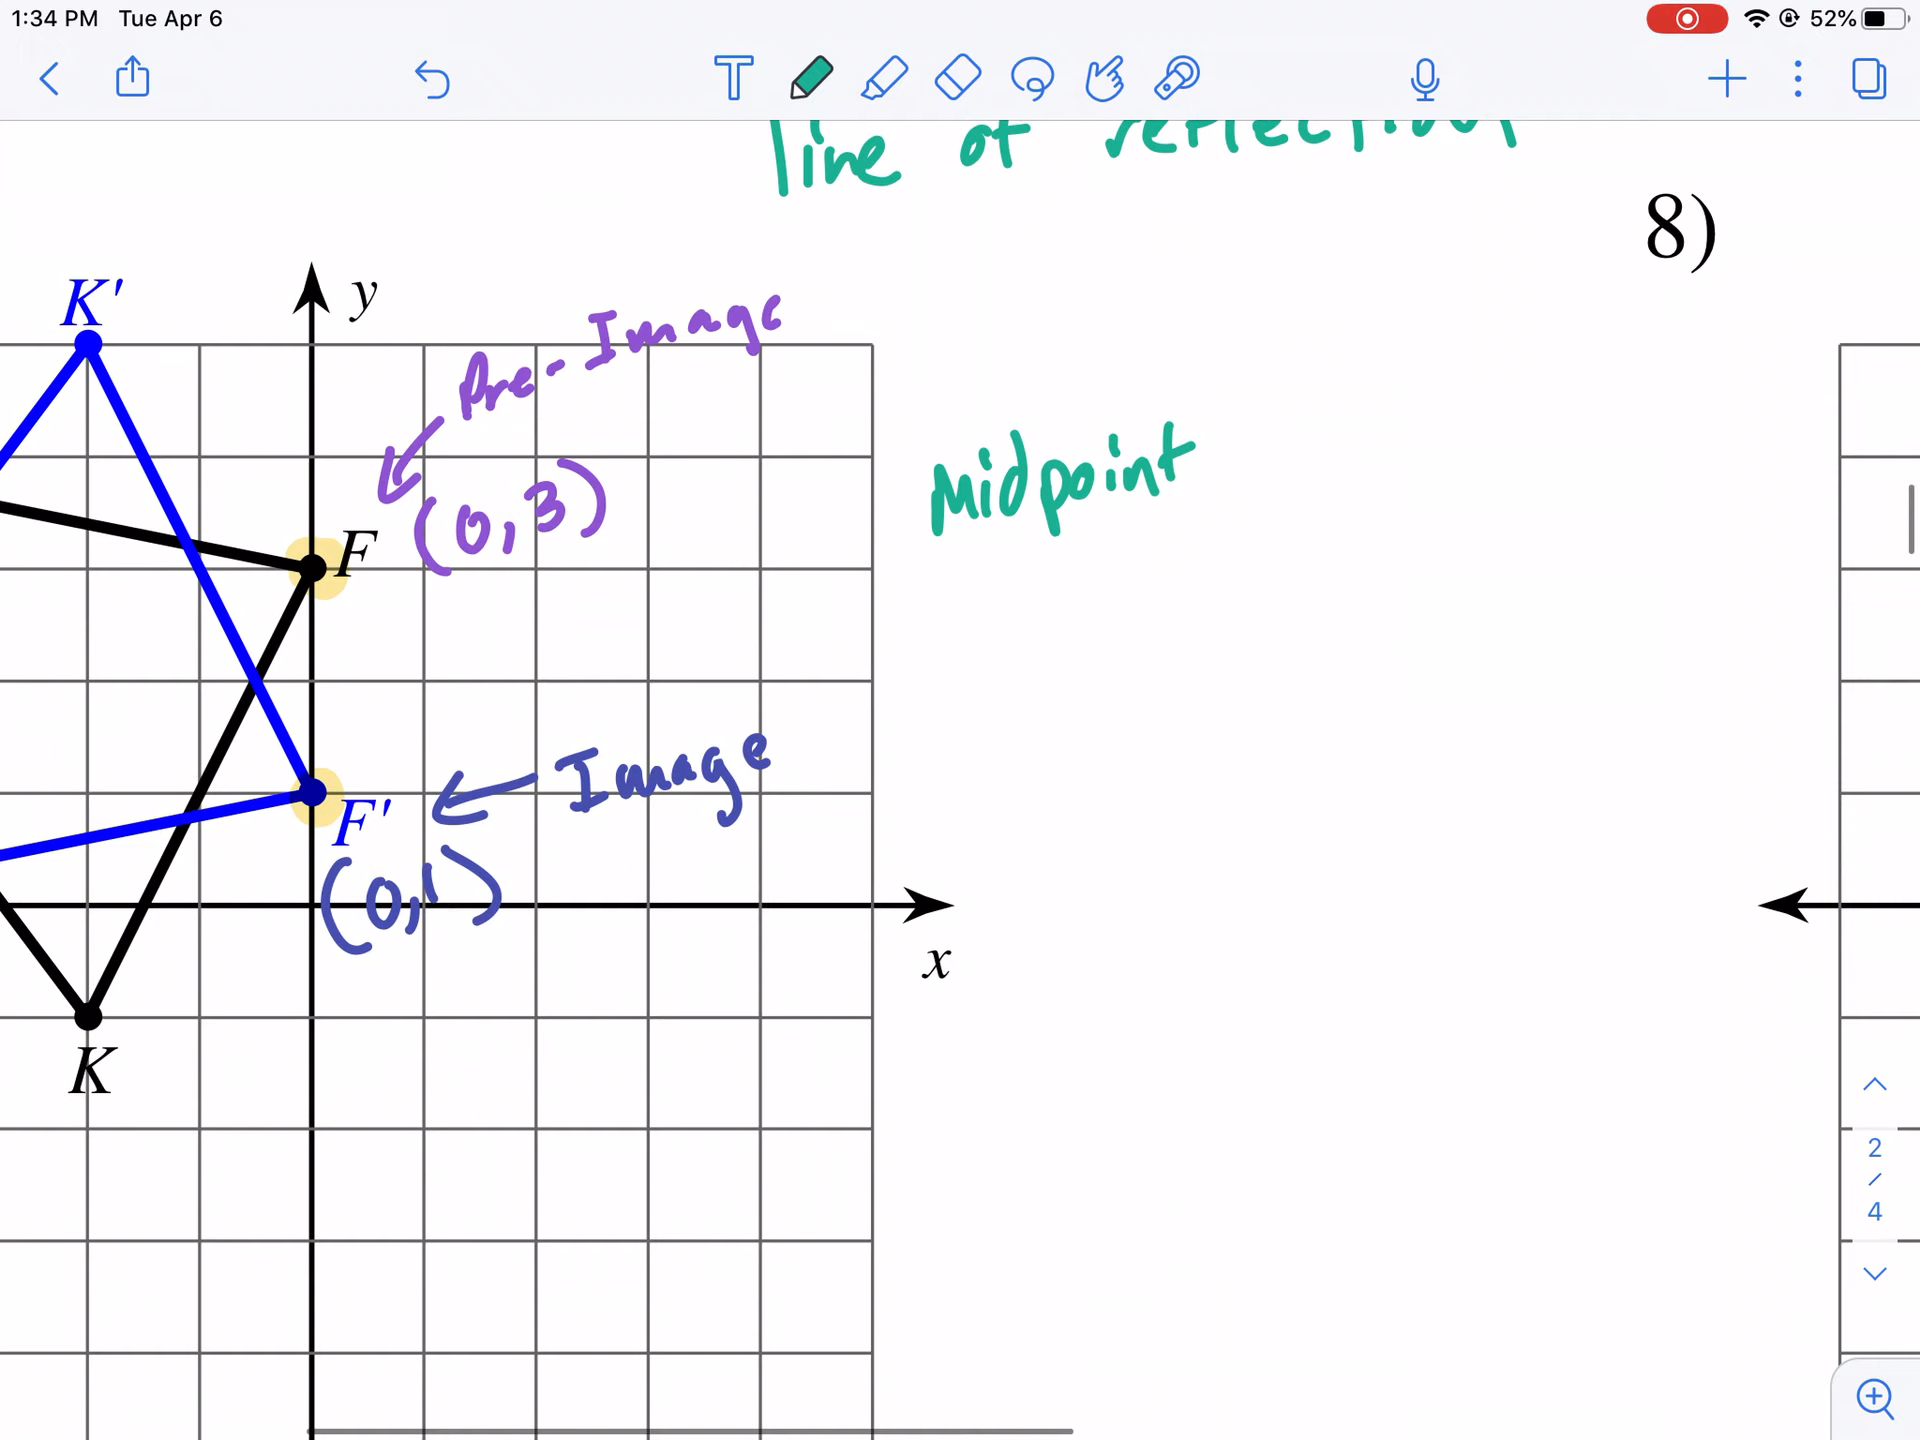 1:34 PM Tue Apr 6
52%
line of reflection
8)
K'
y
Pre-Image
(0, 3)
F
Midpoint
Image
F'
(0,1)
x
K
2
/
4